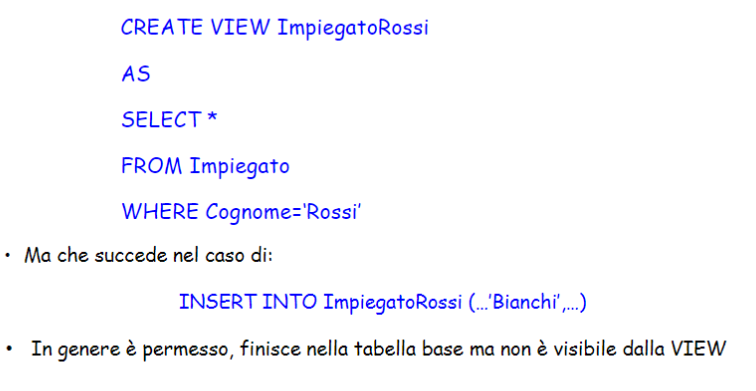 CREATE VIEW ImpiegatoRossi
AS
SELECT *
FROM Impiegato
WHERE Cognome=‘Rossi’
• Ma che succede nel caso di:
INSERT INTO ImpiegatoRossi (…’Bianchi’,…)
• In genere è permesso, finisce nella tabella base ma non è visibile dalla VIEW